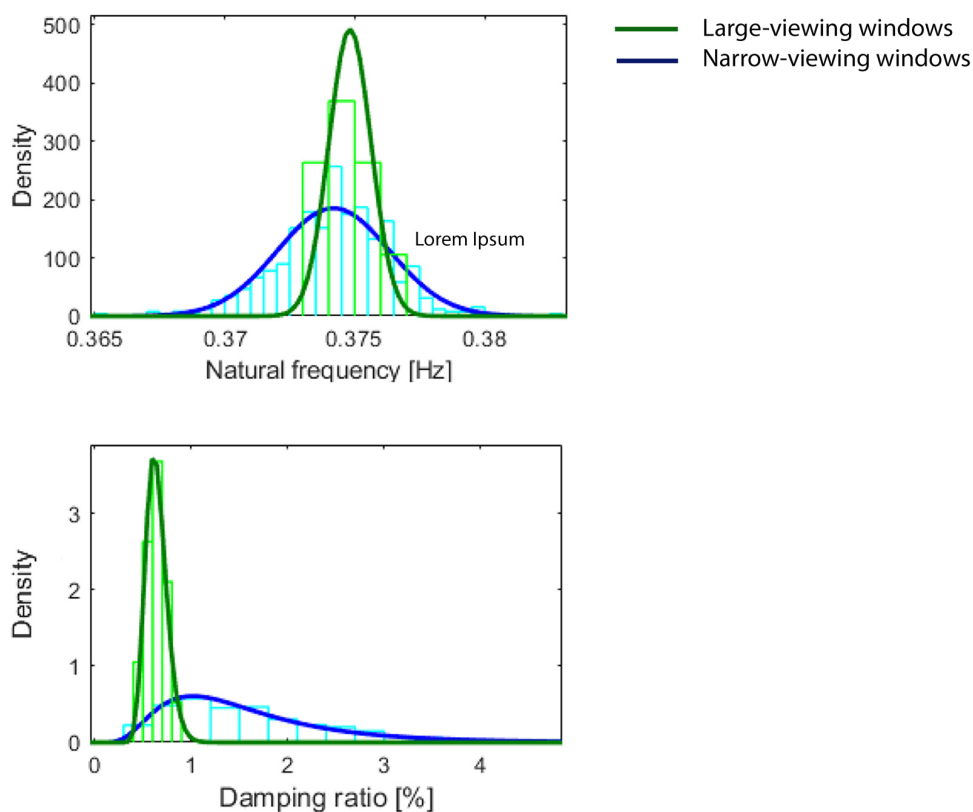 Large-viewing windows
Narrow-viewing windows
500
400
300
200
100
0
Density
Lorem Ipsum
0.365 0.37 0.375 0.38
Natural frequency [Hz]
3
2
1
0
Density
0 1 2 3 4
Damping ratio [%]